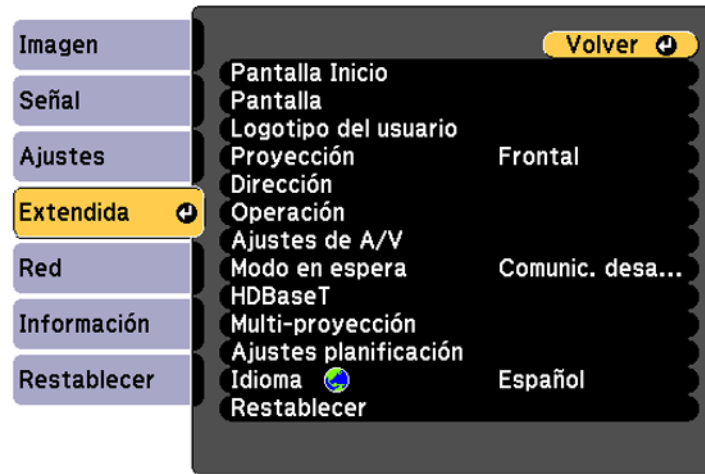 Imagen
Señal
Ajustes
Extendida
Red
Información
Restablecer
Volver
Pantalla Inicio
Pantalla
Logotipo del usuario
Proyección Frontal
Dirección
Operación
Ajustes de A/V
Modo en espera Comunic. desa...
HDBaseT
Multi-proyección
Ajustes planificación
Idioma Español
Restablecer